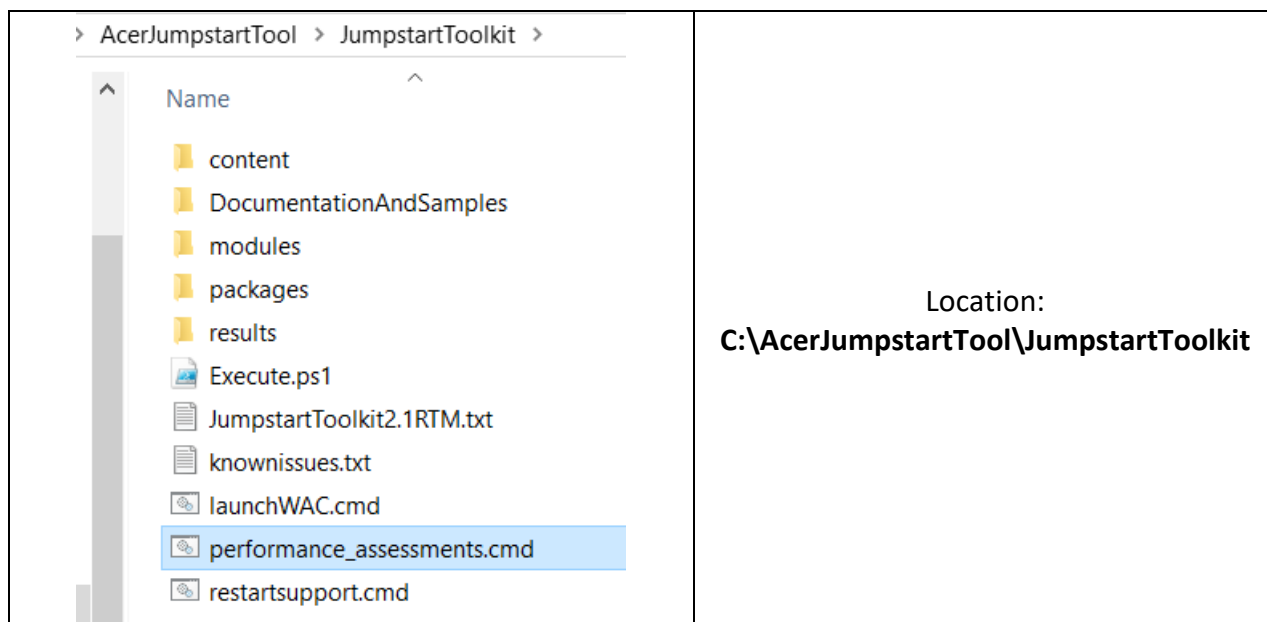 > AcerJumpstartTool > JumpstartToolkit >
Name
content
DocumentationAndSamples
modules
packages
results
Execute.ps1
JumpstartToolkit2.1RTM.txt
knownissues.txt
launchWAC.cmd
performance_assessments.cmd
restartsupport.cmd
Location:
C:\AcerJumpstartTool\JumpstartToolkit